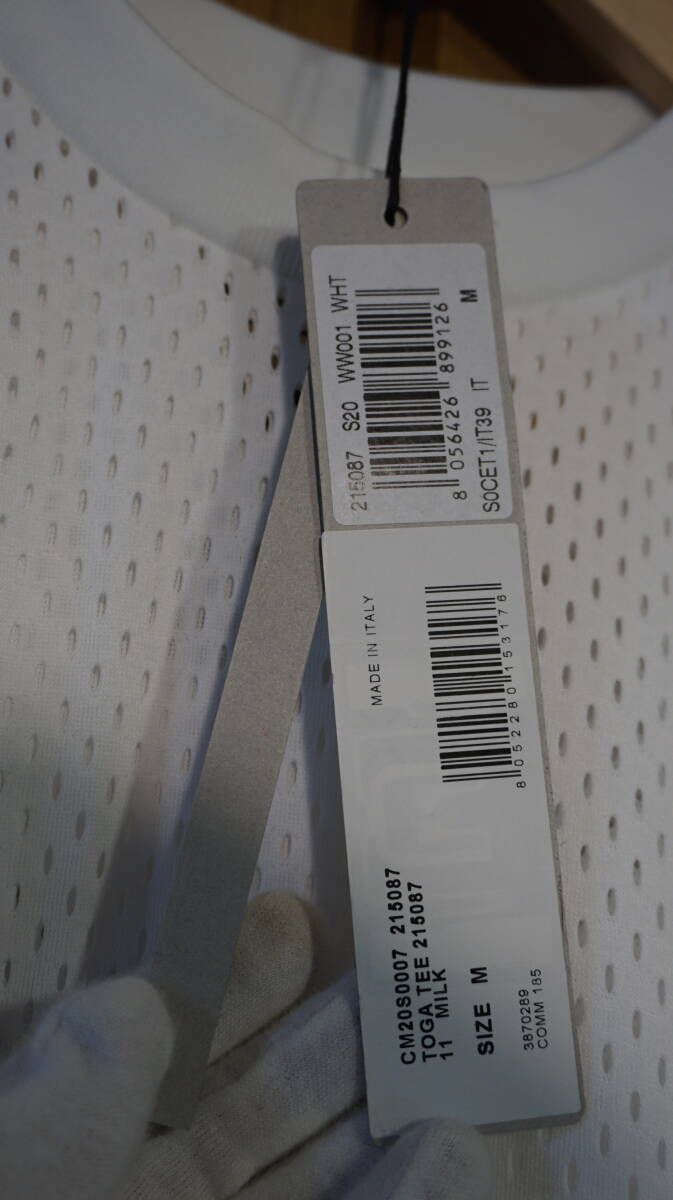 215087 S20 WW001 WHT
8 056426 899126
S0CET1/IT39 IT M
MADE IN ITALY
8 052280 153176
CM20S0007 215087
TOGA TEE 215087
11 MILK
SIZE M
3870289
COMM 185